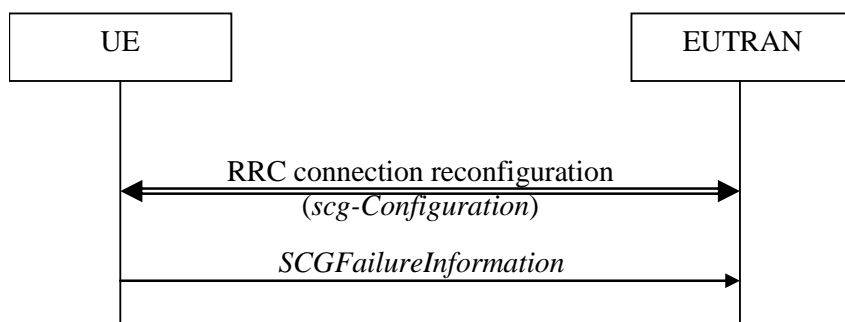 UE
EUTRAN
RRC connection reconfiguration
(scg-Configuration)
SCGFailureInformation